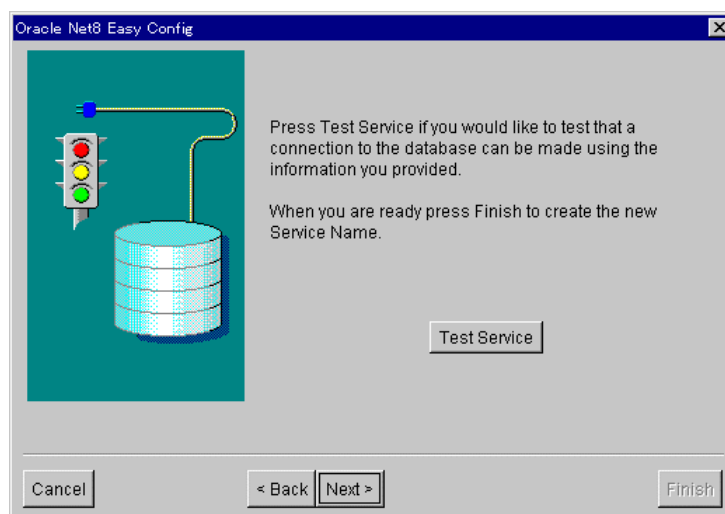 Oracle Net8 Easy Config
Press Test Service if you would like to test that a
connection to the database can be made using the
information you provided.
When you are ready press Finish to create the new
Service Name.
Test Service
Cancel
< Back
Next >
Finish